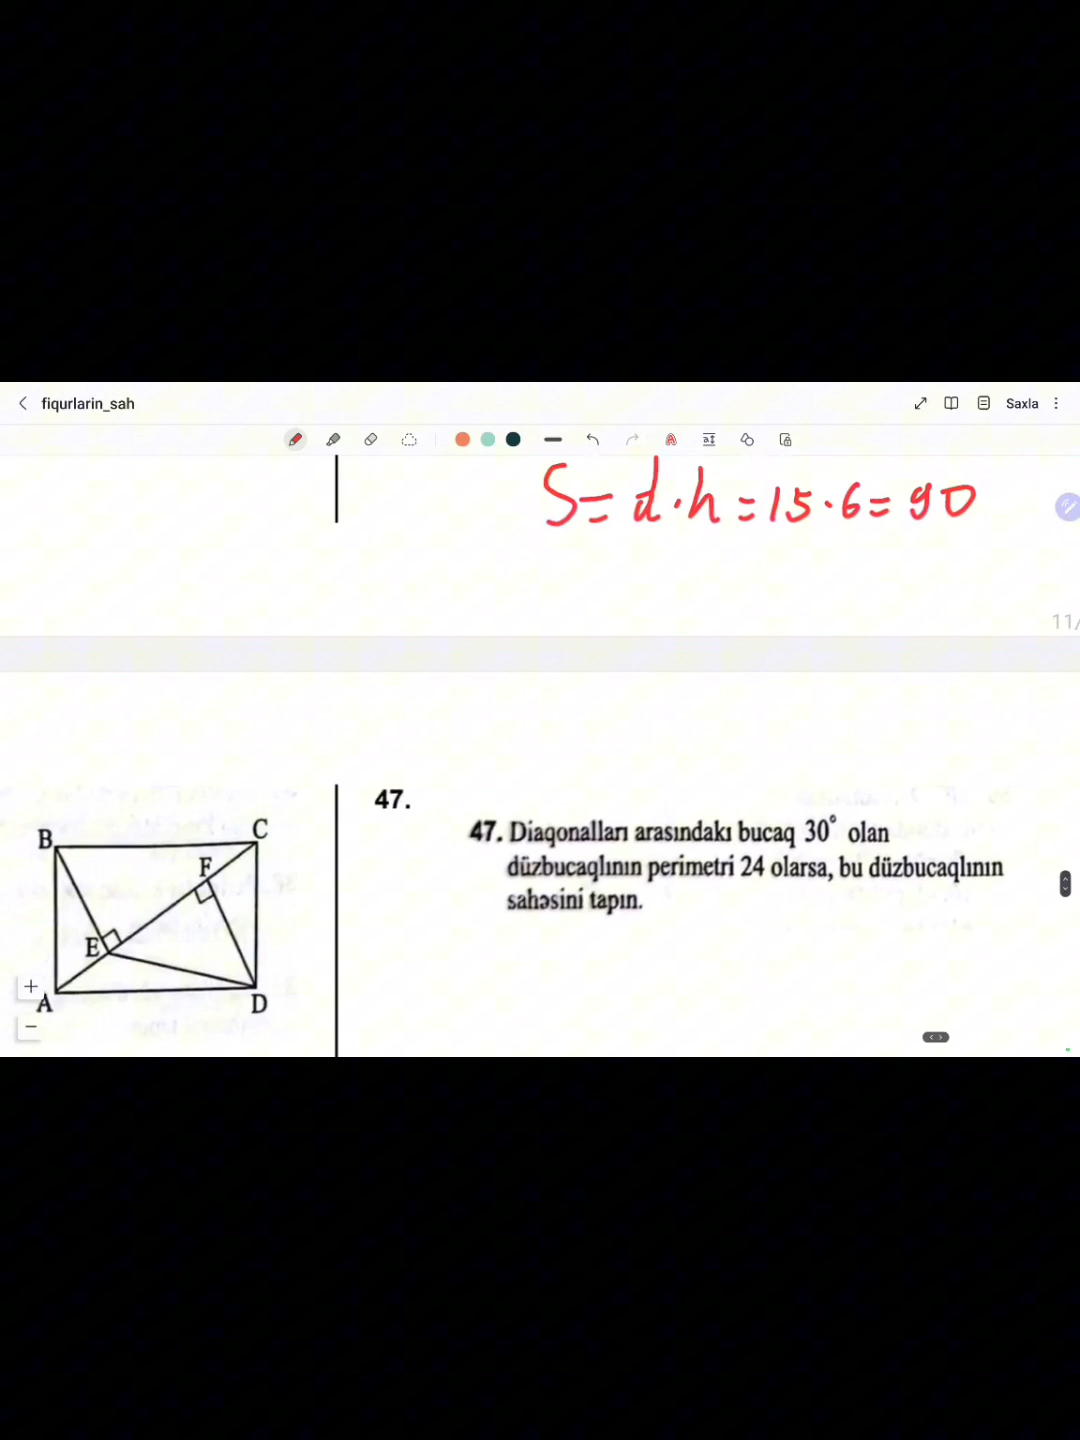 fiqurlarin_sah
Saxla
S = d · h = 15 · 6 = 90
11/
47.
47. Diaqonalları arasındakı bucaq 30° olan
düzbucaqlının perimetri 24 olarsa, bu düzbucaqlının
sahəsini tapın.
B
C
F
E
A
D